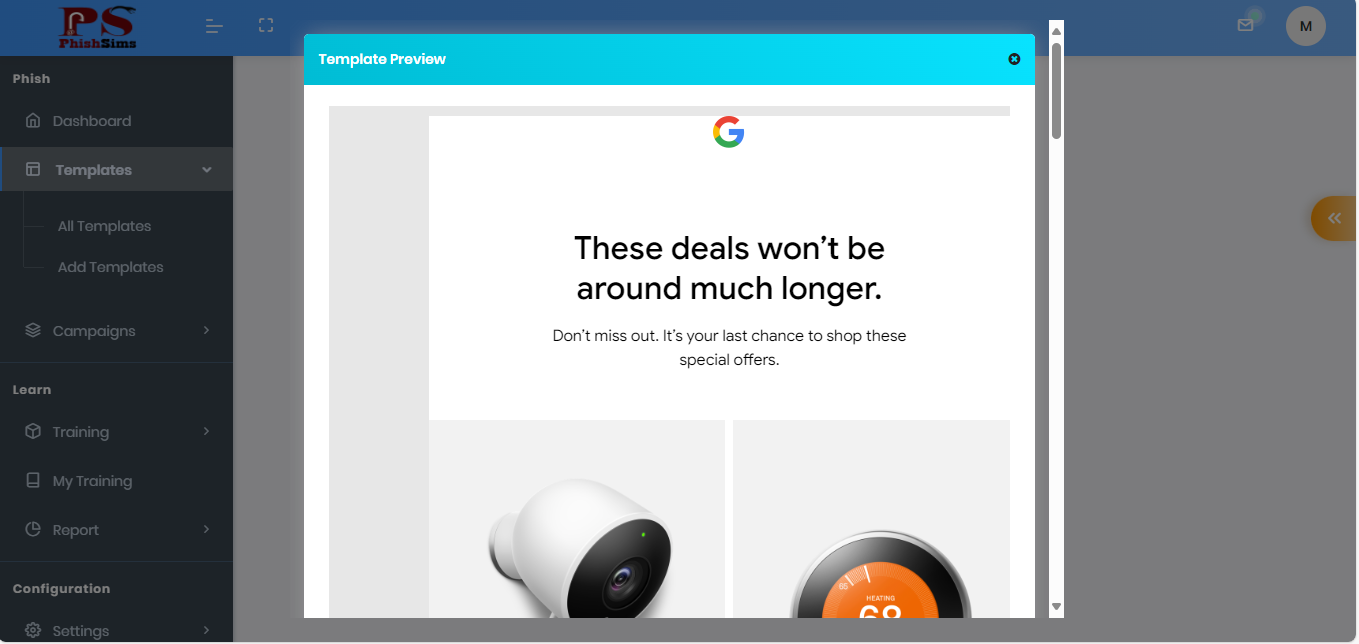 PS
PhishSims
M
Phish
Dashboard
Templates
All Templates
Add Templates
Campaigns
Learn
Training
My Training
Report
Configuration
Settings
Template Preview
G
These deals won’t be
around much longer.
Don’t miss out. It’s your last chance to shop these
special offers.
65
HEATING
68